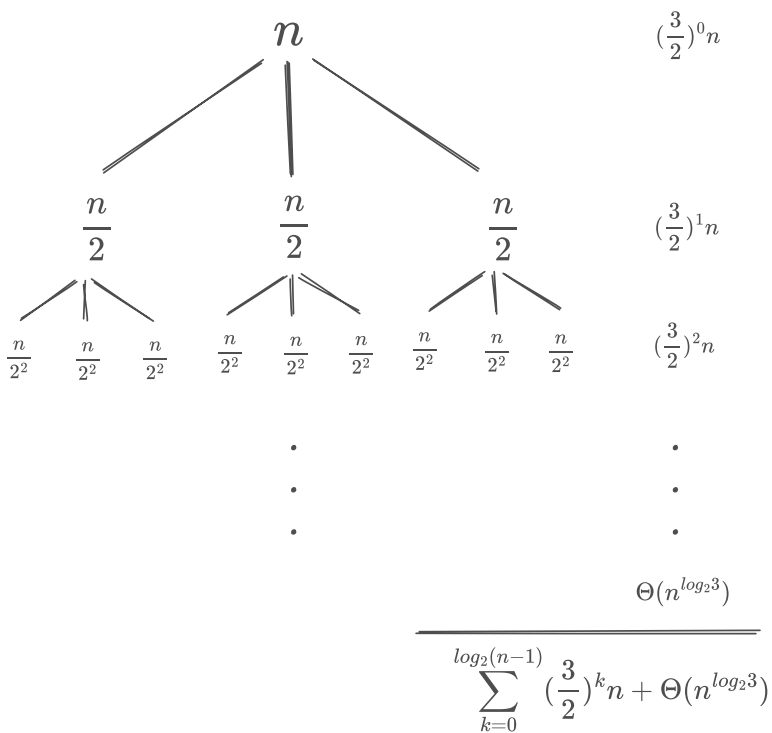 n (3/2)^0 n
n/2 n/2 n/2 (3/2)^1 n
n/2^2 n/2^2 n/2^2 n/2^2 n/2^2 n/2^2 n/2^2 n/2^2 n/2^2 (3/2)^2 n
. .
. .
. .
Θ(n^{log_2 3})
\sum_{k=0}^{log_2(n-1)} (3/2)^k n + Θ(n^{log_2 3})